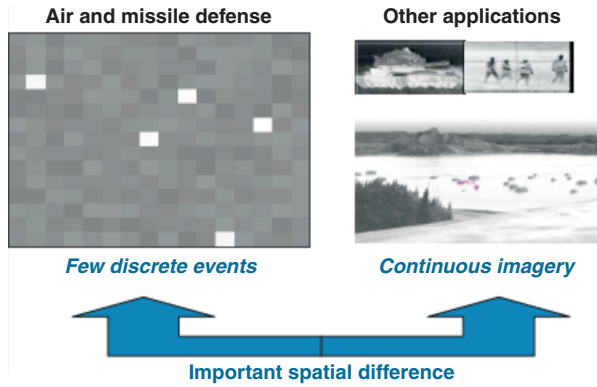 Air and missile defense
Other applications
Few discrete events
Continuous imagery
Important spatial difference